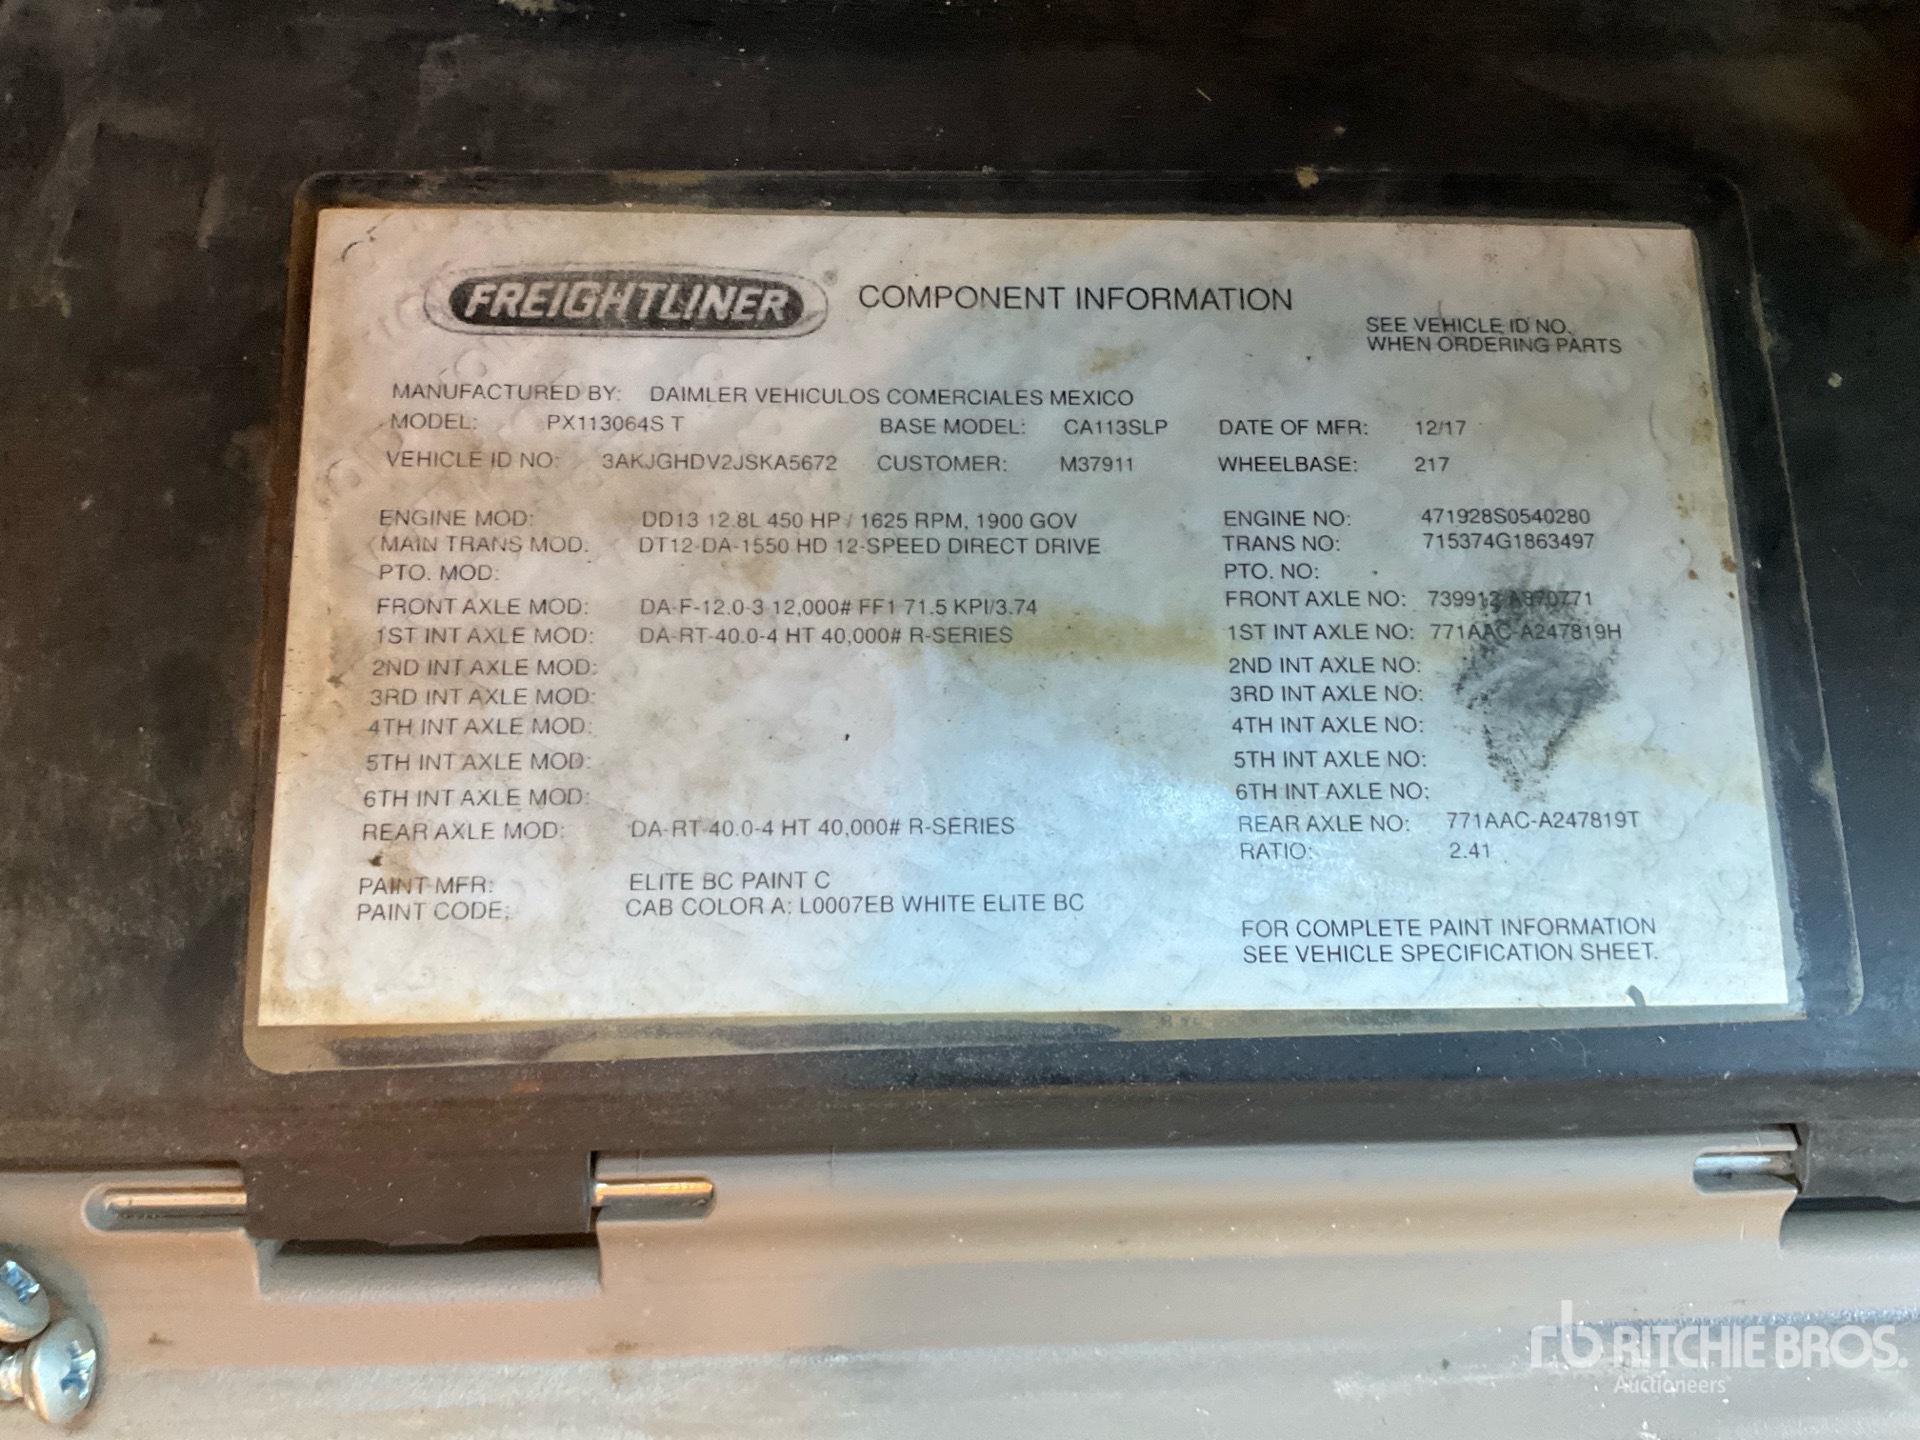 FREIGHTLINER ® COMPONENT INFORMATION
SEE VEHICLE ID NO.
WHEN ORDERING PARTS
MANUFACTURED BY: DAIMLER VEHICULOS COMERCIALES MEXICO
MODEL: PX113064S T BASE MODEL: CA113SLP DATE OF MFR: 12/17
VEHICLE ID NO: 3AKJGHDV2JSKA5672 CUSTOMER: M37911 WHEELBASE: 217
ENGINE MOD: DD13 12.8L 450 HP / 1625 RPM, 1900 GOV ENGINE NO: 471928S0540280
MAIN TRANS MOD: DT12-DA-1550 HD 12-SPEED DIRECT DRIVE TRANS NO: 715374G1863497
PTO. MOD: PTO. NO:
FRONT AXLE MOD: DA-F-12.0-3 12,000# FF1 71.5 KPI/3.74 FRONT AXLE NO:
1ST INT AXLE MOD: DA-RT-40.0-4 HT 40,000# R-SERIES 1ST INT AXLE NO: 771AAC-A247819H
2ND INT AXLE MOD: 2ND INT AXLE NO:
3RD INT AXLE MOD: 3RD INT AXLE NO:
4TH INT AXLE MOD: 4TH INT AXLE NO:
5TH INT AXLE MOD: 5TH INT AXLE NO:
6TH INT AXLE MOD: 6TH INT AXLE NO:
REAR AXLE MOD: DA-RT-40.0-4 HT 40,000# R-SERIES REAR AXLE NO: 771AAC-A247819T
RATIO: 2.41
PAINT MFR: ELITE BC PAINT C
PAINT CODE: CAB COLOR A: L0007EB WHITE ELITE BC
FOR COMPLETE PAINT INFORMATION
SEE VEHICLE SPECIFICATION SHEET.
rb RITCHIE BROS.
Auctioneers